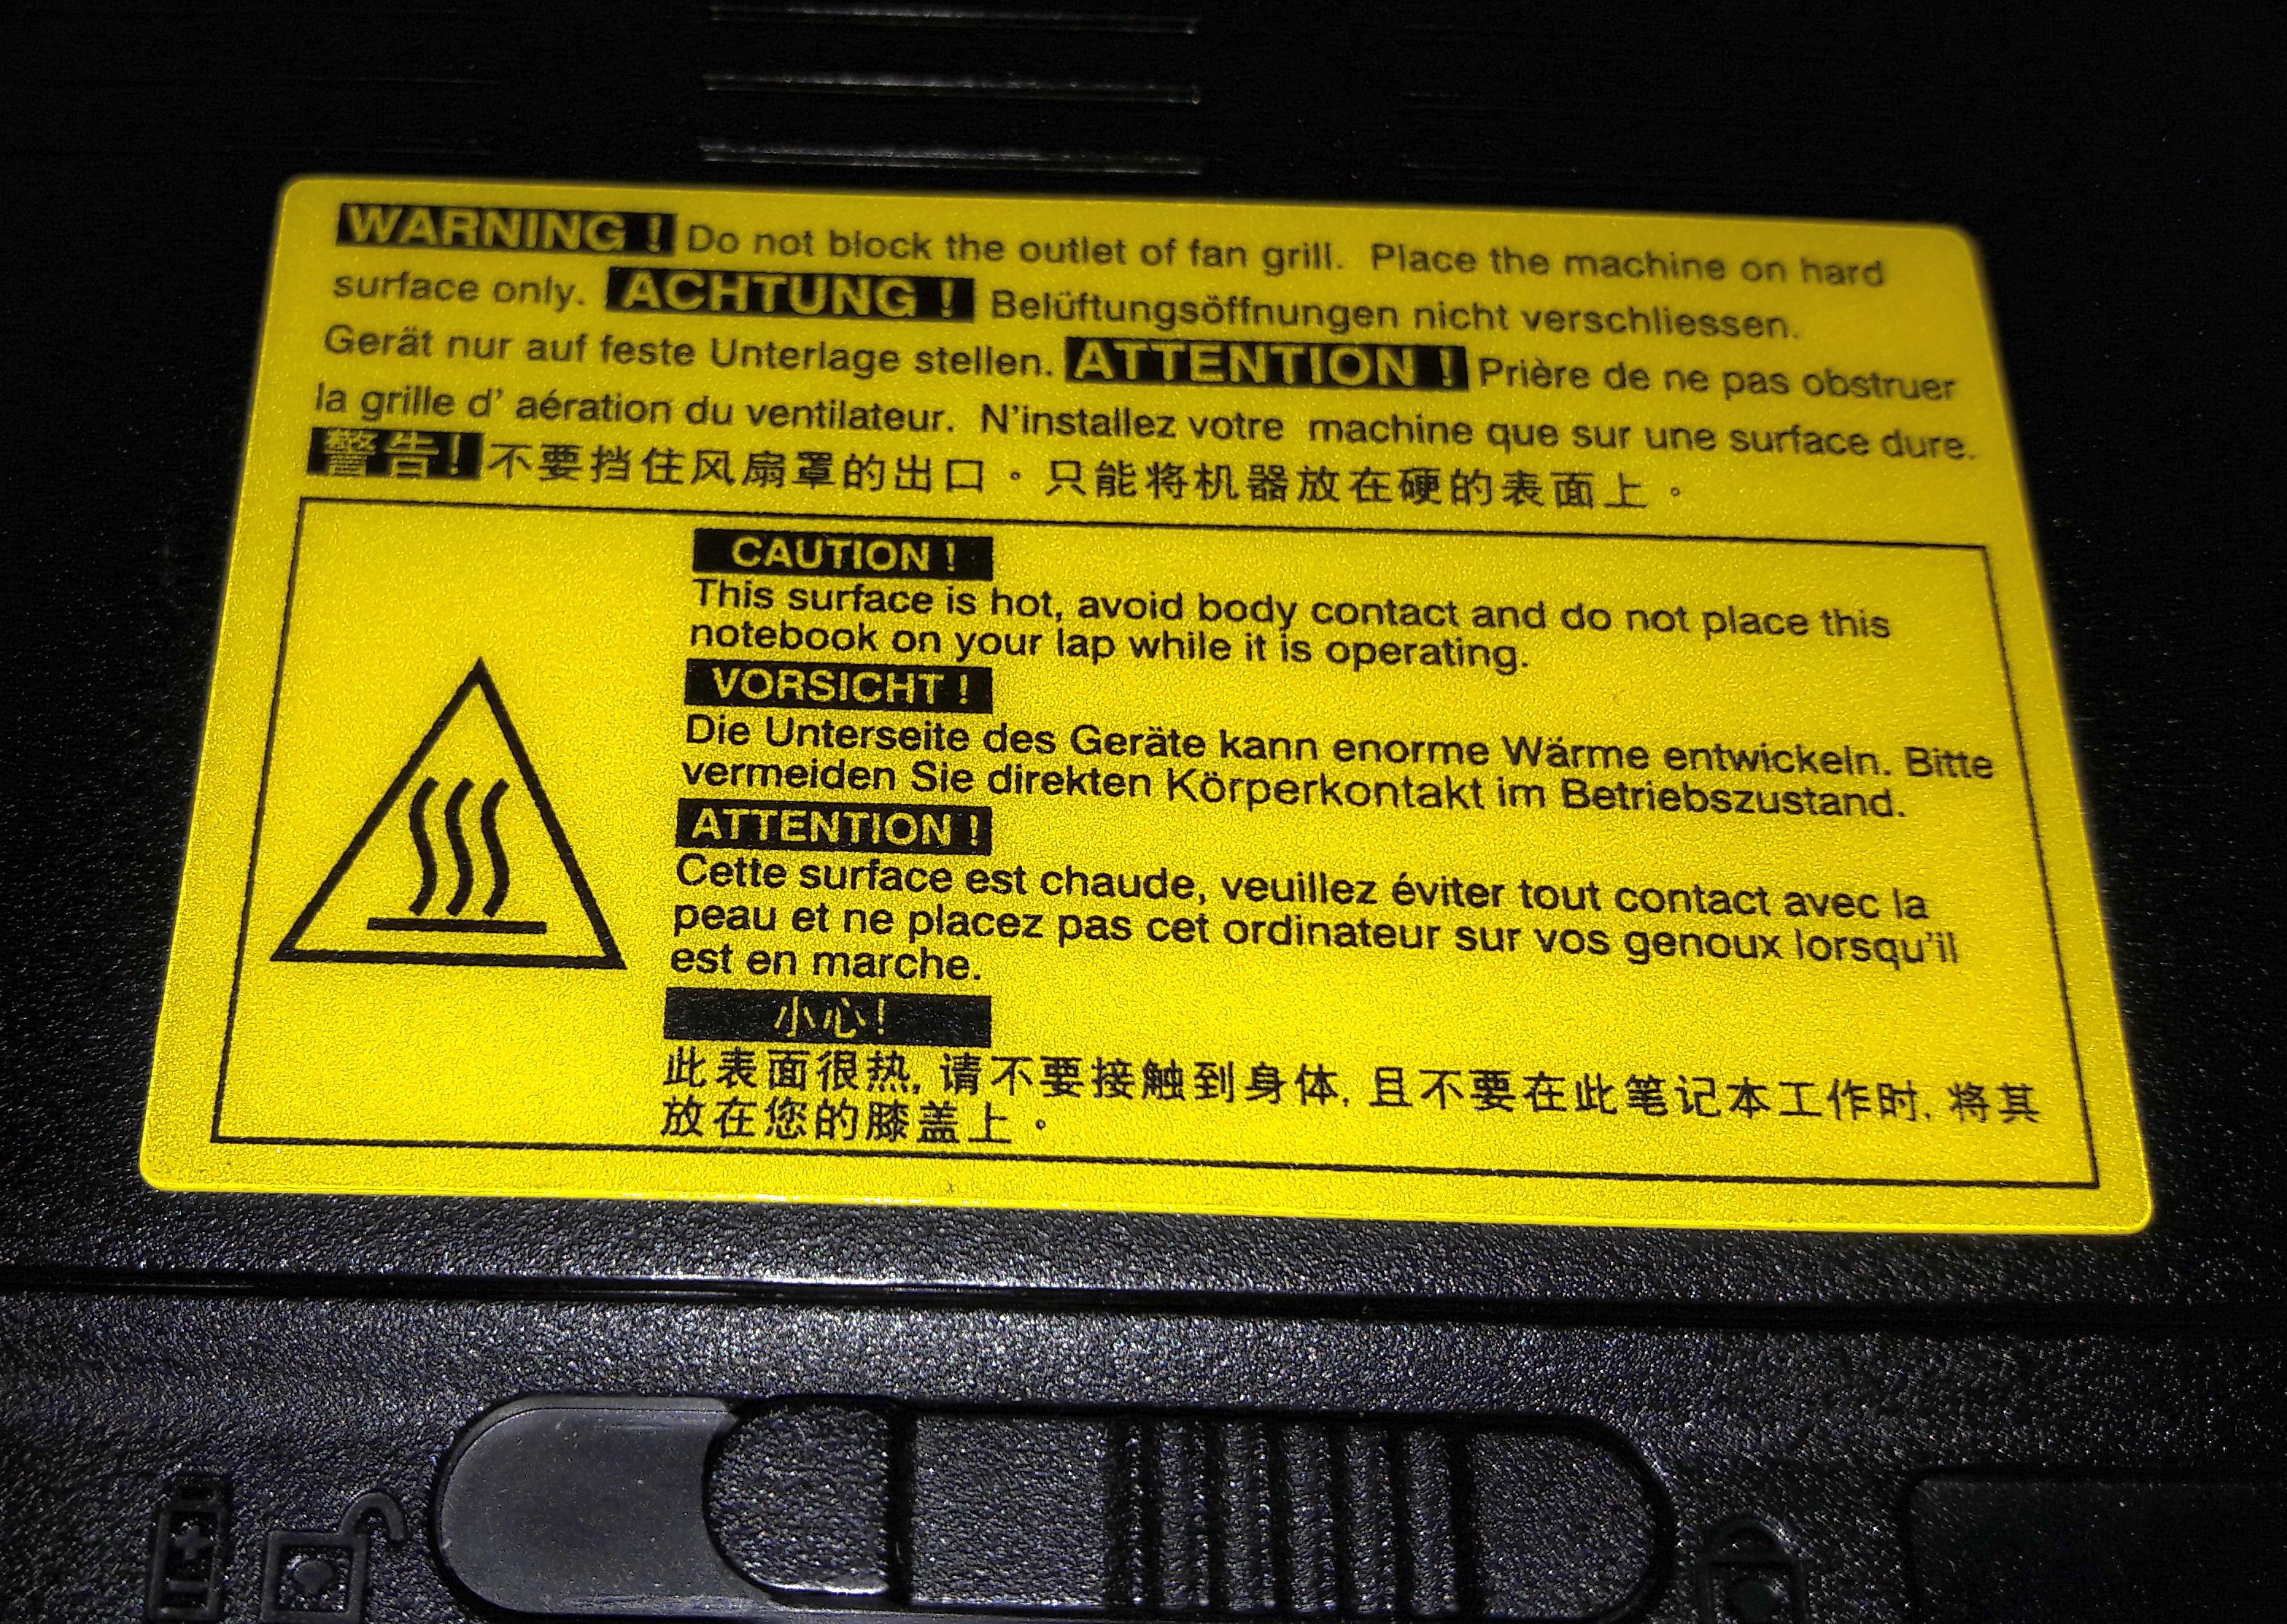 WARNING ! Do not block the outlet of fan grill. Place the machine on hard
surface only. ACHTUNG ! Belüftungsöffnungen nicht verschliessen.
Gerät nur auf feste Unterlage stellen. ATTENTION ! Prière de ne pas obstruer
la grille d' aération du ventilateur. N'installez votre machine que sur une surface dure.
警告! 不要挡住风扇罩的出口。只能将机器放在硬的表面上。
CAUTION !
This surface is hot, avoid body contact and do not place this
notebook on your lap while it is operating.
VORSICHT !
Die Unterseite des Geräte kann enorme Wärme entwickeln. Bitte
vermeiden Sie direkten Körperkontakt im Betriebszustand.
ATTENTION !
Cette surface est chaude, veuillez éviter tout contact avec la
peau et ne placez pas cet ordinateur sur vos genoux lorsqu'il
est en marche.
小心!
此表面很热, 请不要接触到身体, 且不要在此笔记本工作时, 将其
放在您的膝盖上。